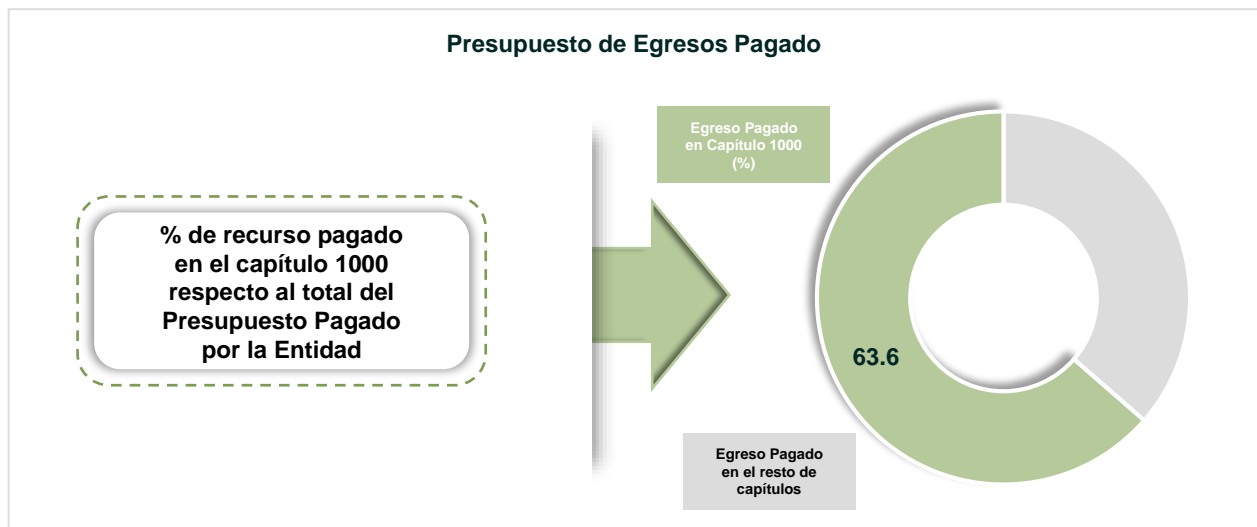 Presupuesto de Egresos Pagado
Egreso Pagado
en Capítulo 1000
(%)
% de recurso pagado
en el capítulo 1000
respecto al total del
Presupuesto Pagado
por la Entidad
63.6
Egreso Pagado
en el resto de
capítulos